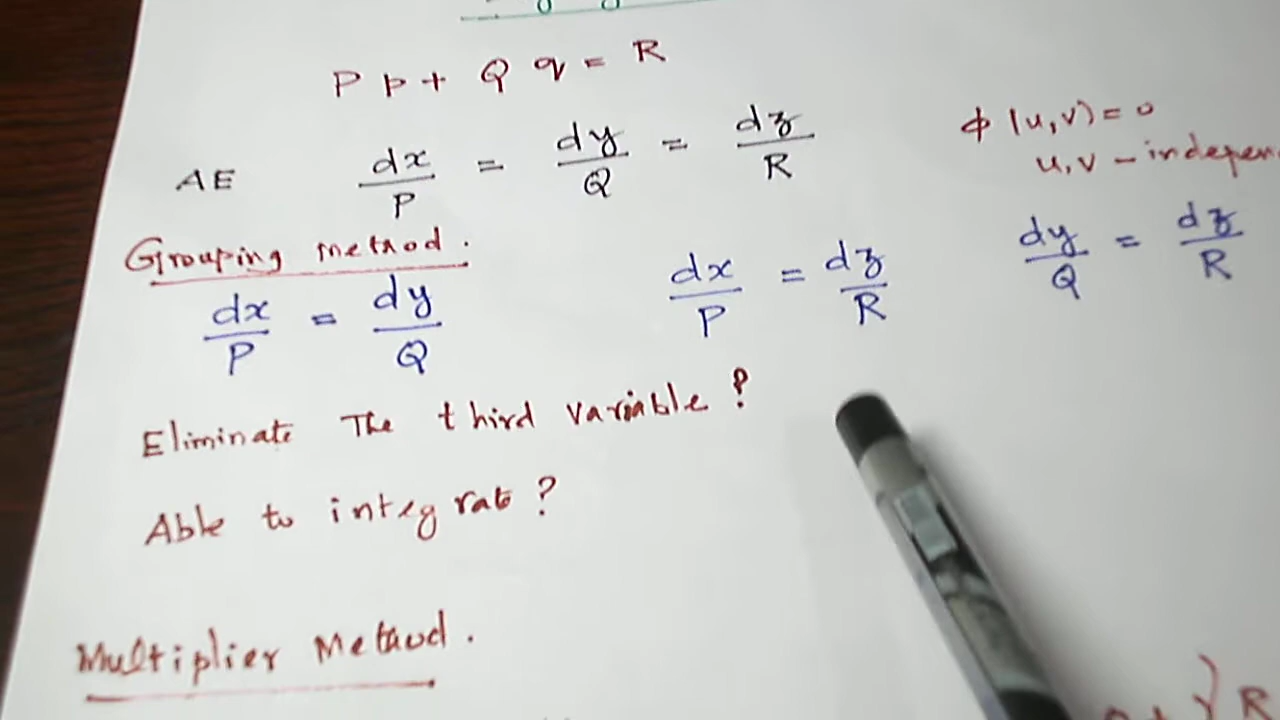 P p + Q q = R
AE dx/P = dy/Q = dz/R
ϕ (u, v) = 0
u, v – indepen
Grouping method.
dx/P = dy/Q
dx/P = dz/R
dy/Q = dz/R
Eliminate The third variable?
Able to integrate?
Multiplier Method.
R